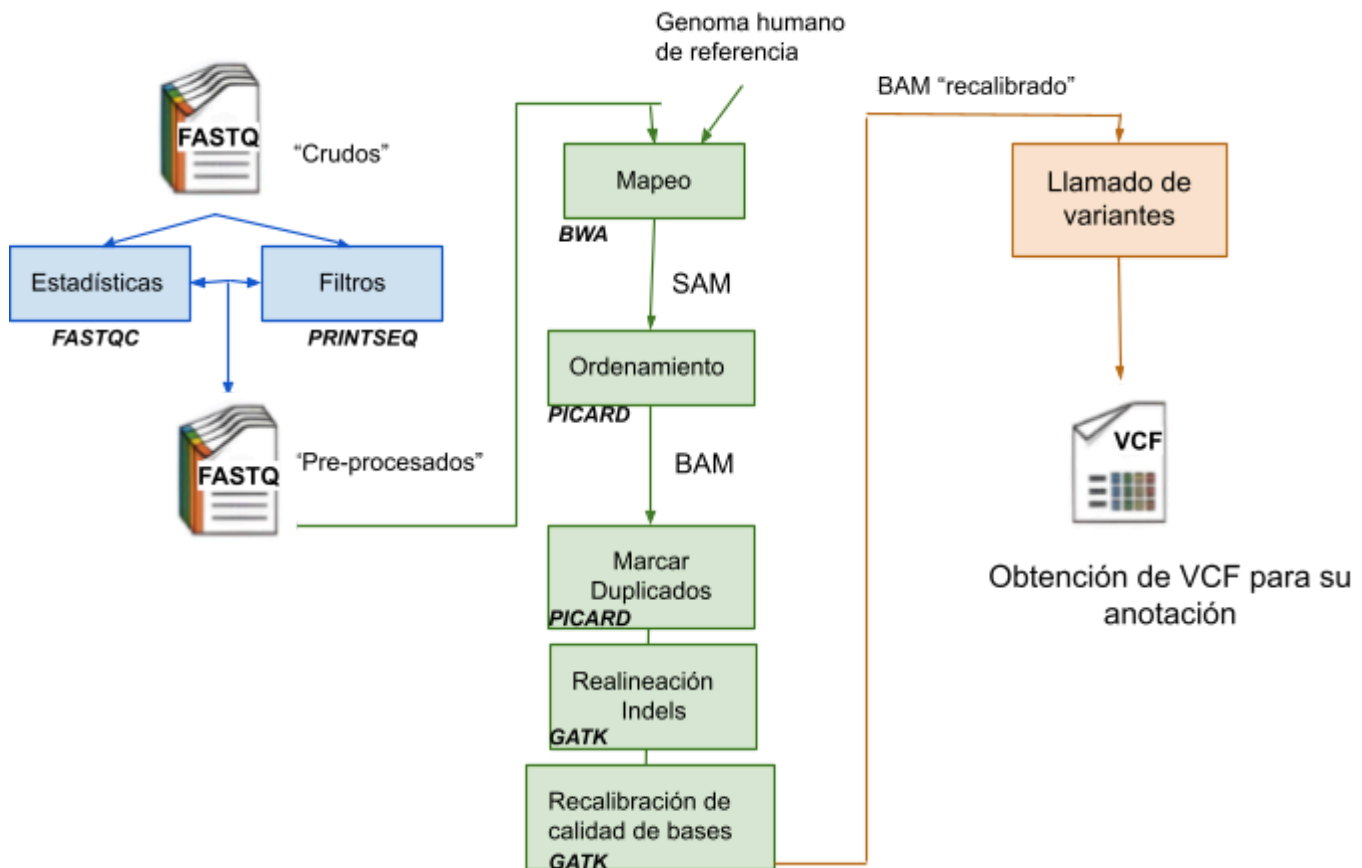 FASTQ
“Crudos”
Estadísticas
FASTQC
Filtros
PRINTSEQ
FASTQ
“Pre-procesados”
Genoma humano
de referencia
Mapeo
BWA
SAM
Ordenamiento
PICARD
BAM
Marcar
Duplicados
PICARD
Realineación
Indels
GATK
Recalibración de
calidad de bases
GATK
BAM “recalibrado”
Llamado de
variantes
VCF
Obtención de VCF para su
anotación